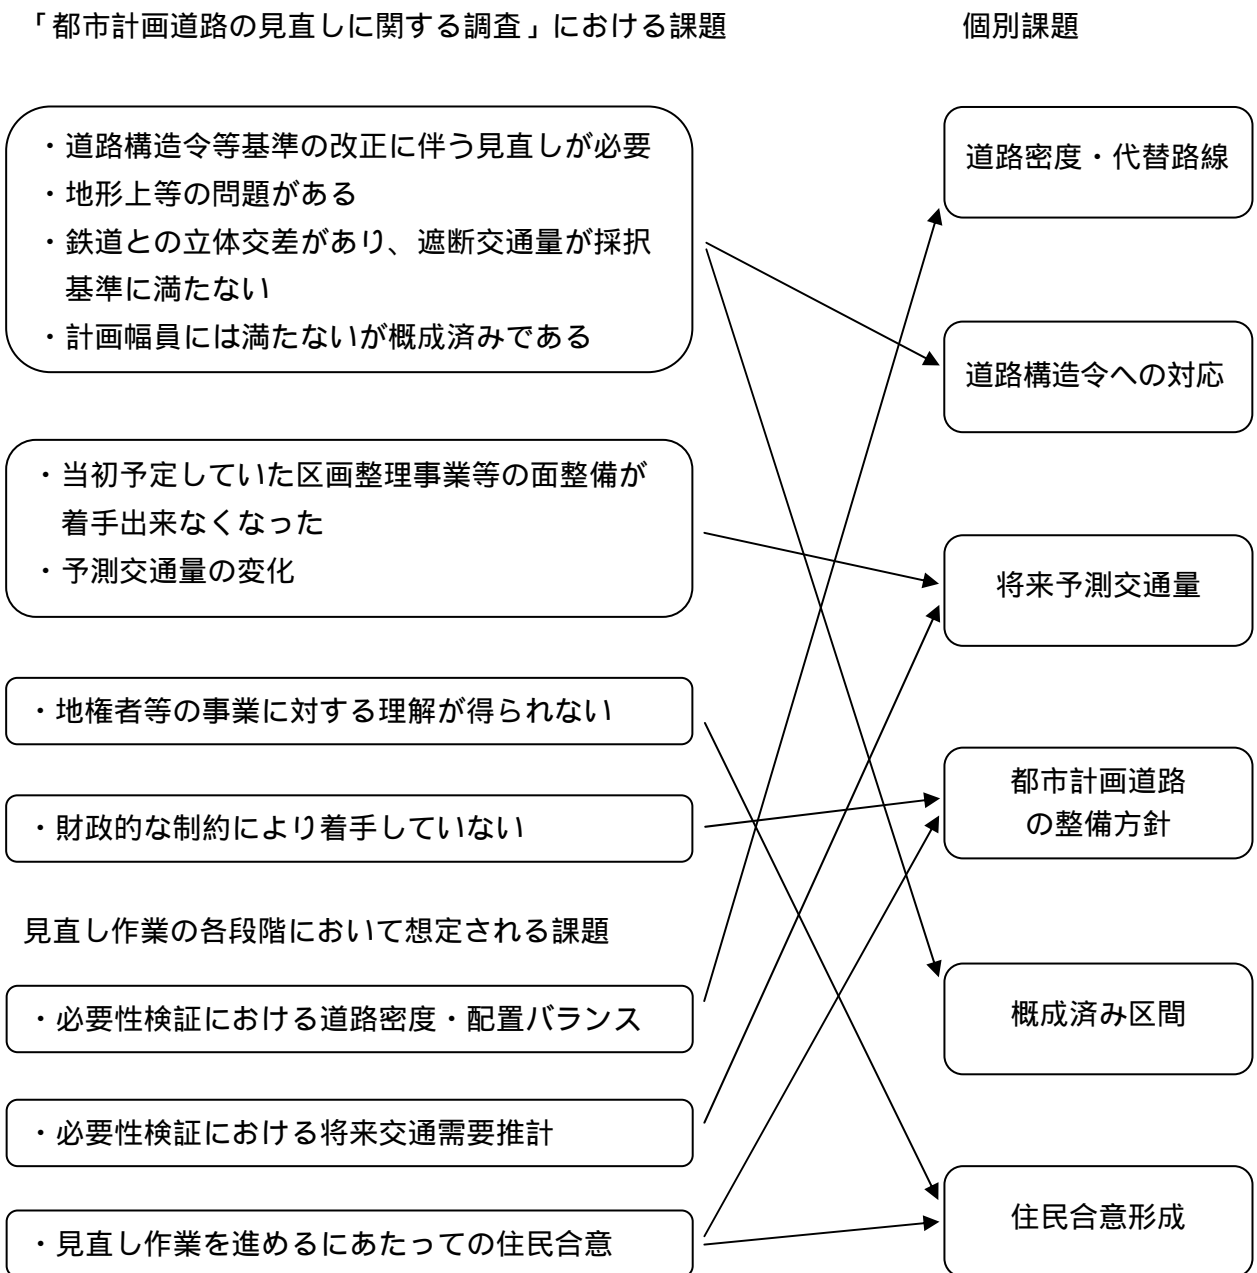 「都市計画道路の見直しに関する調査」における課題
個別課題
・道路構造令等基準の改正に伴う見直しが必要
・地形上等の問題がある
・鉄道との立体交差があり、遮断交通量が採択
基準に満たない
・計画幅員には満たないが概成済みである
・当初予定していた区画整理事業等の面整備が
着手出来なくなった
・予測交通量の変化
・地権者等の事業に対する理解が得られない
・財政的な制約により着手していない
見直し作業の各段階において想定される課題
・必要性検証における道路密度・配置バランス
・必要性検証における将来交通需要推計
・見直し作業を進めるにあたっての住民合意
道路密度・代替路線
道路構造令への対応
将来予測交通量
都市計画道路
の整備方針
概成済み区間
住民合意形成